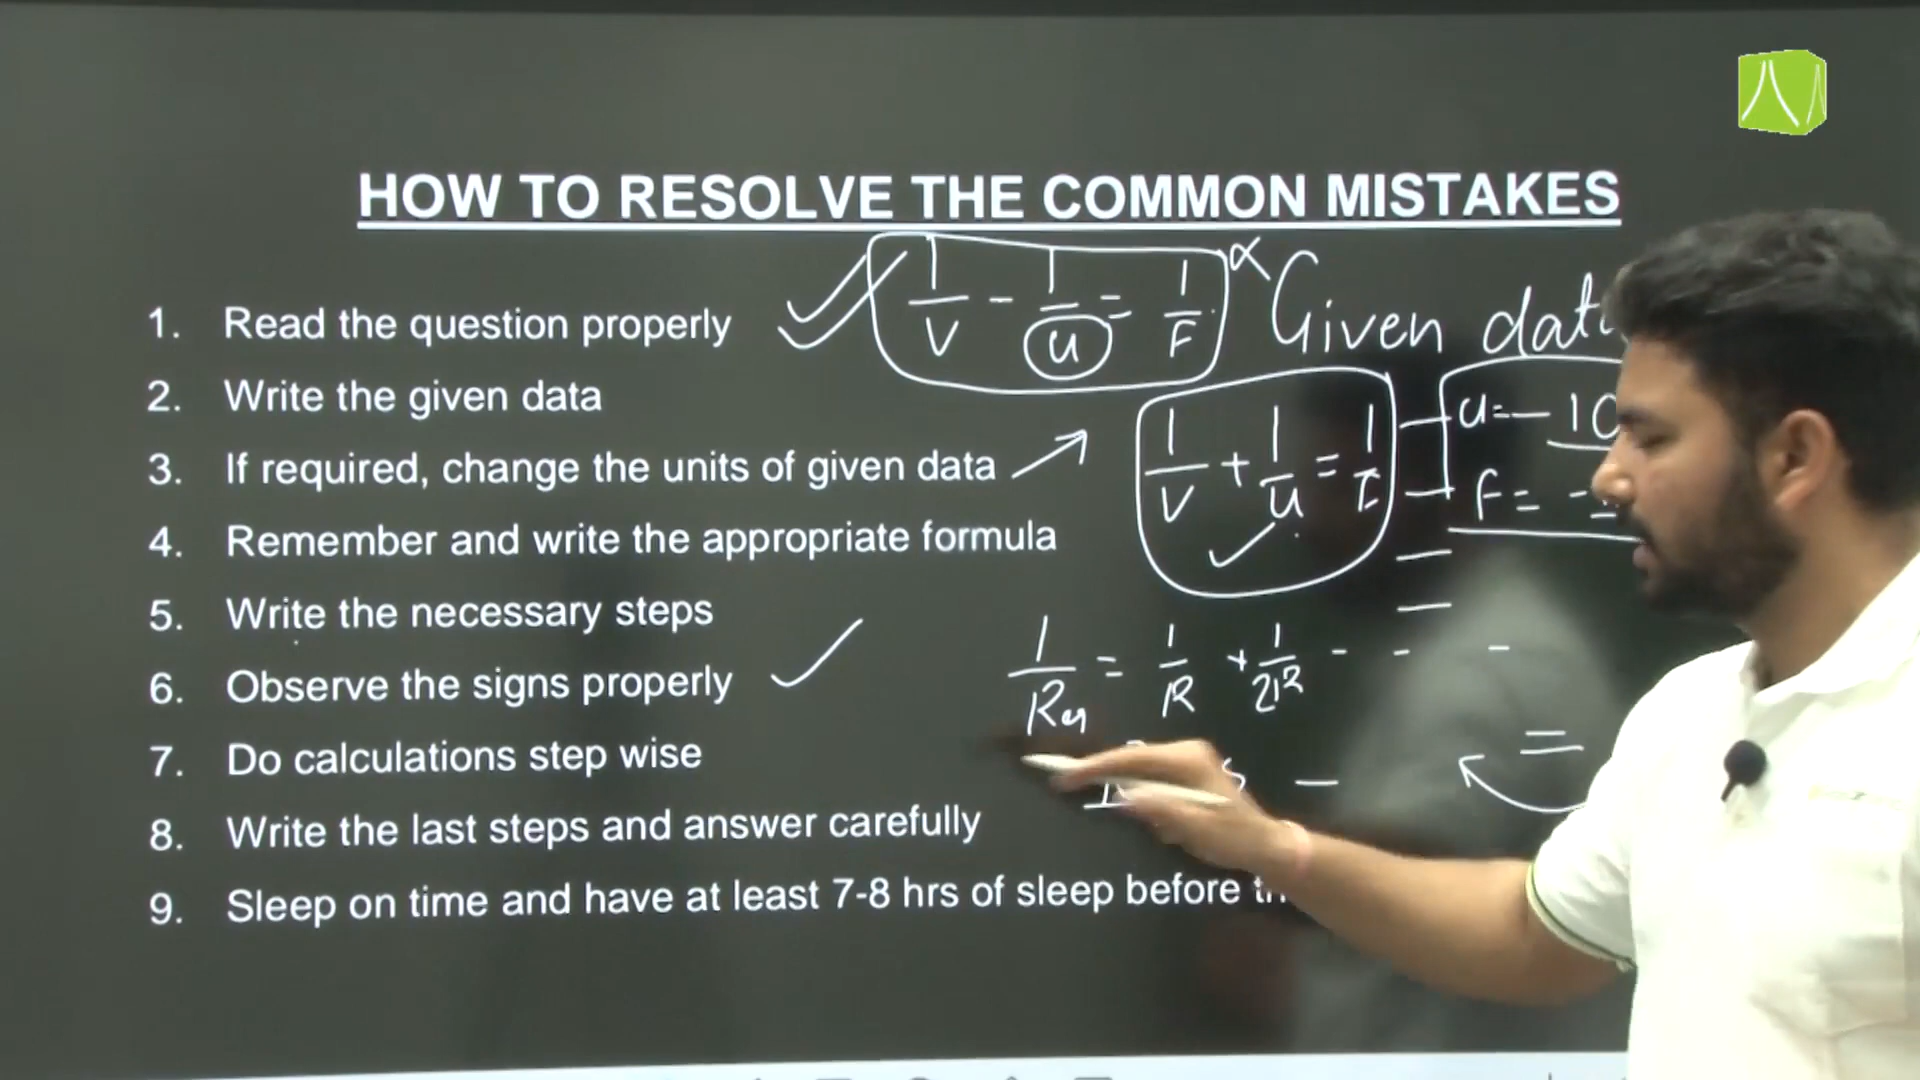 HOW TO RESOLVE THE COMMON MISTAKES
1. Read the question properly
2. Write the given data
3. If required, change the units of given data
4. Remember and write the appropriate formula
5. Write the necessary steps
6. Observe the signs properly
7. Do calculations step wise
8. Write the last steps and answer carefully
9. Sleep on time and have at least 7-8 hrs of sleep before
1/v - 1/u = 1/F
Given
1/v + 1/u = 1/f
u = - 10
F = -
1/Req = 1/R + 1/2R - - -
=